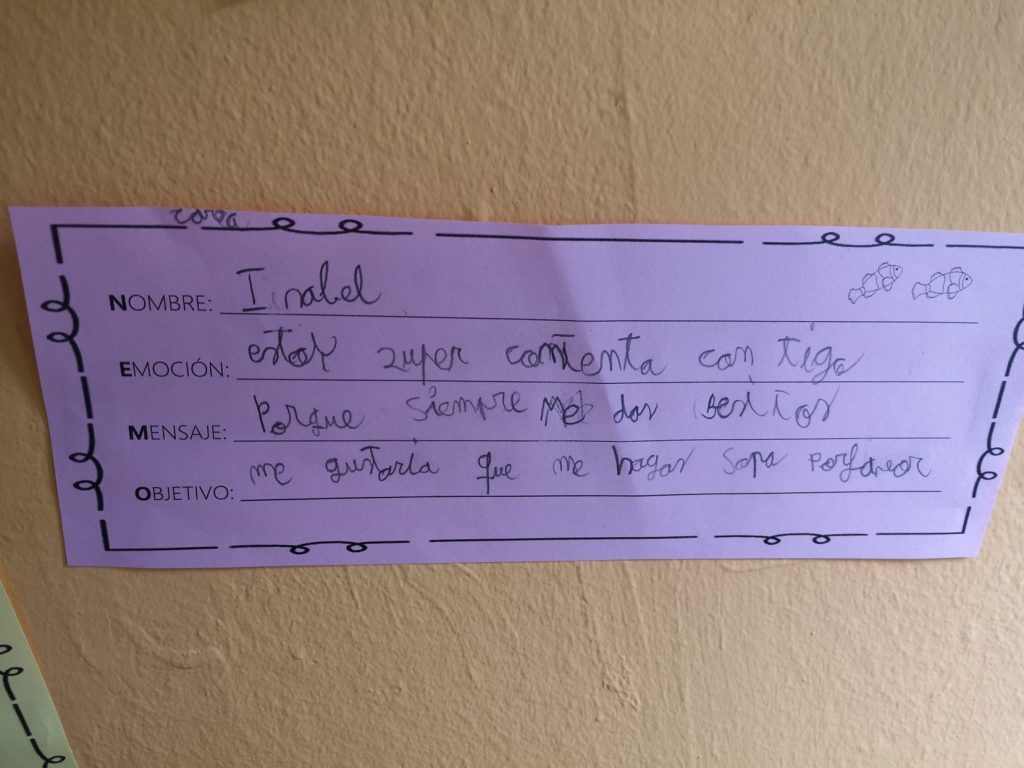 NOMBRE: Isabel
EMOCIÓN: estoy zuper contenta con tigo
MENSAJE: Porque siempre me das besitos
OBJETIVO: me gustaría que me hagas sopa porfavor